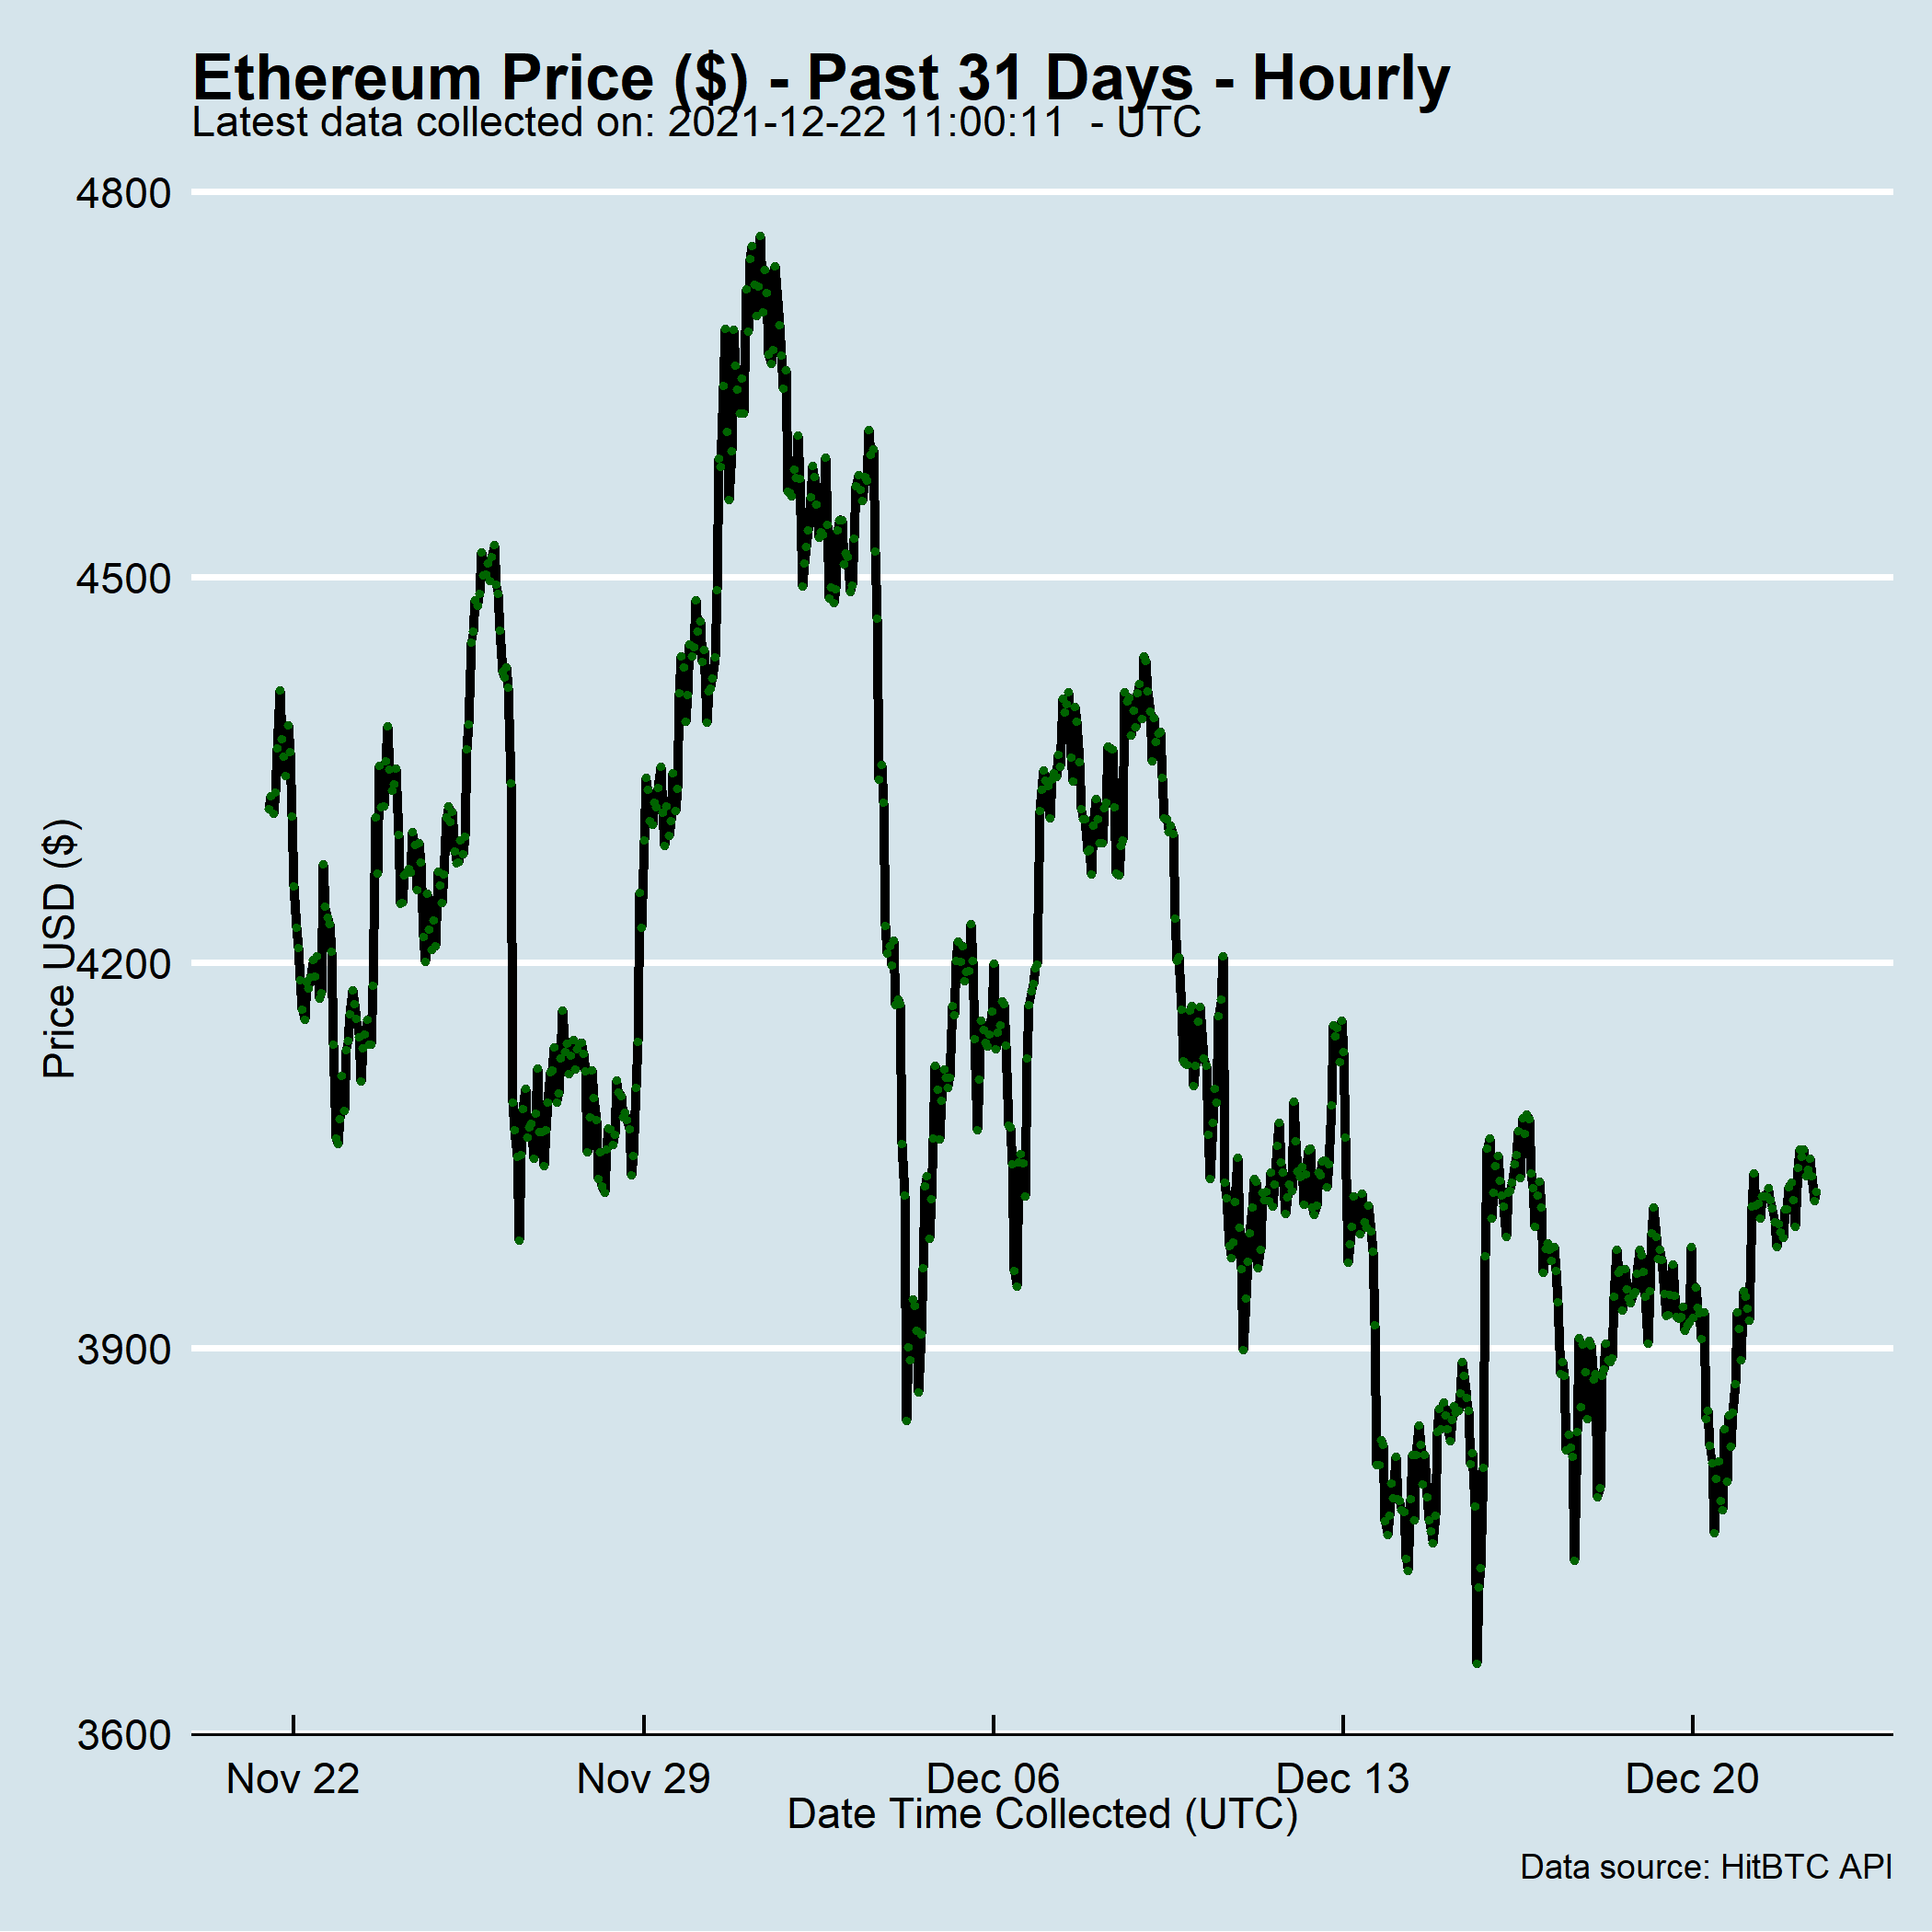 Ethereum Price ($) - Past 31 Days - Hourly
Latest data collected on: 2021-12-22 11:00:11  - UTC
4800
4500
4200
3900
3600
Price USD ($)
Nov 22
Nov 29
Dec 06
Dec 13
Dec 20
Date Time Collected (UTC)
Data source: HitBTC API